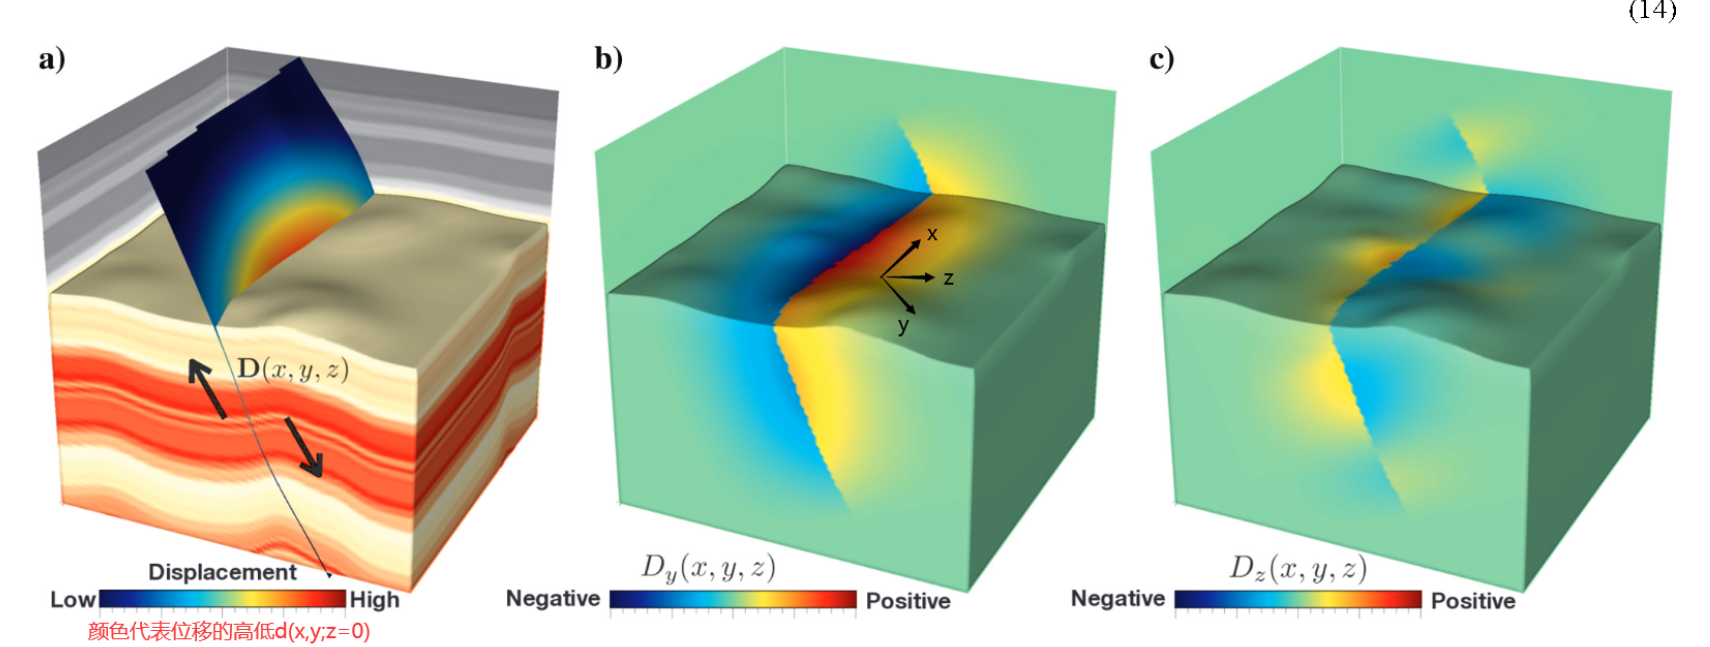 (14)
a)
b)
c)
x
z
y
D(x, y, z)
Displacement
Low
High
颜色代表位移的高低d(x,y;z=0)
D_y(x, y, z)
Negative
Positive
D_z(x, y, z)
Negative
Positive